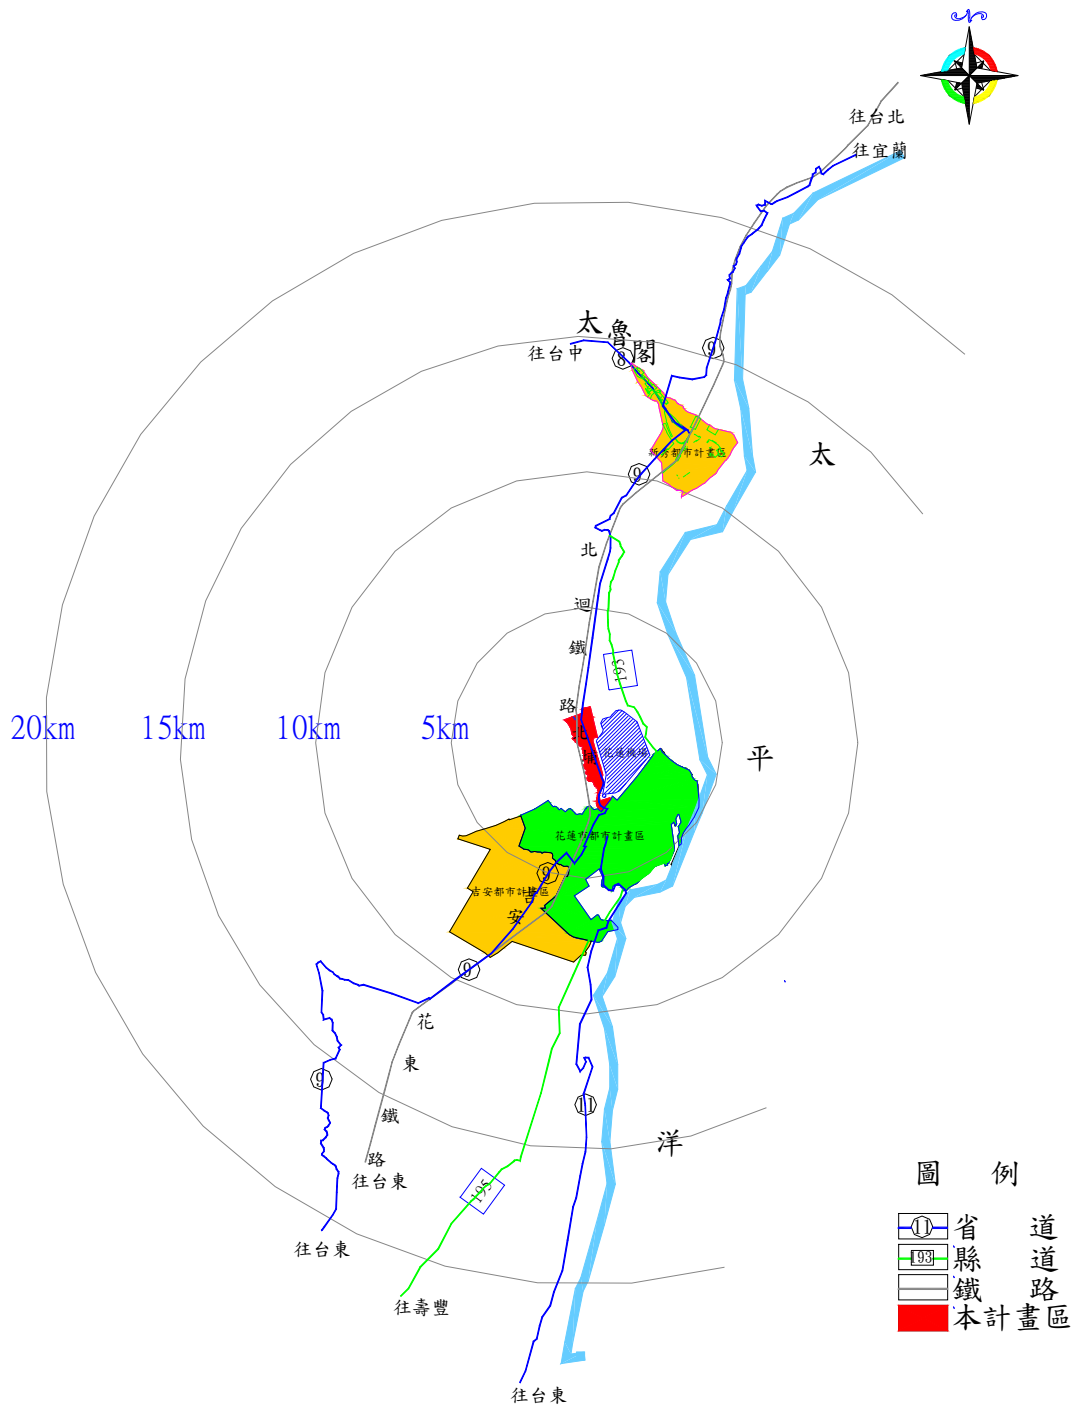 往台北
往宜蘭
太魯閣
往台中
8
9
太
新秀都市計畫區
9
北
迴
鐵
193
路
20km
15km
10km
5km
北
埔
花蓮機場
平
花蓮市都市計畫區
9
吉安都市計畫區
吉
安
9
花
東
9
11
鐵
洋
路
往台東
圖 例
195
11 省 道
往台東
193 縣 道
鐵 路
往壽豐
本計畫區
往台東